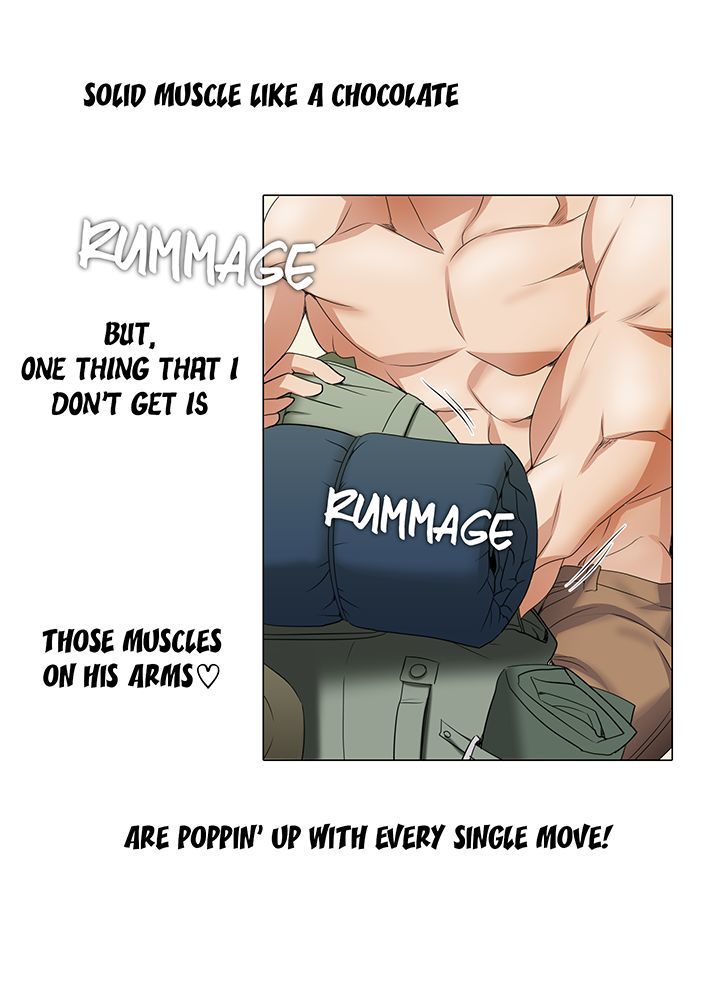 SOLID MUSCLE LIKE A CHOCOLATE
RUMMAGE
BUT,
ONE THING THAT I
DON'T GET IS
RUMMAGE
THOSE MUSCLES
ON HIS ARMS♡
ARE POPPIN' UP WITH EVERY SINGLE MOVE!